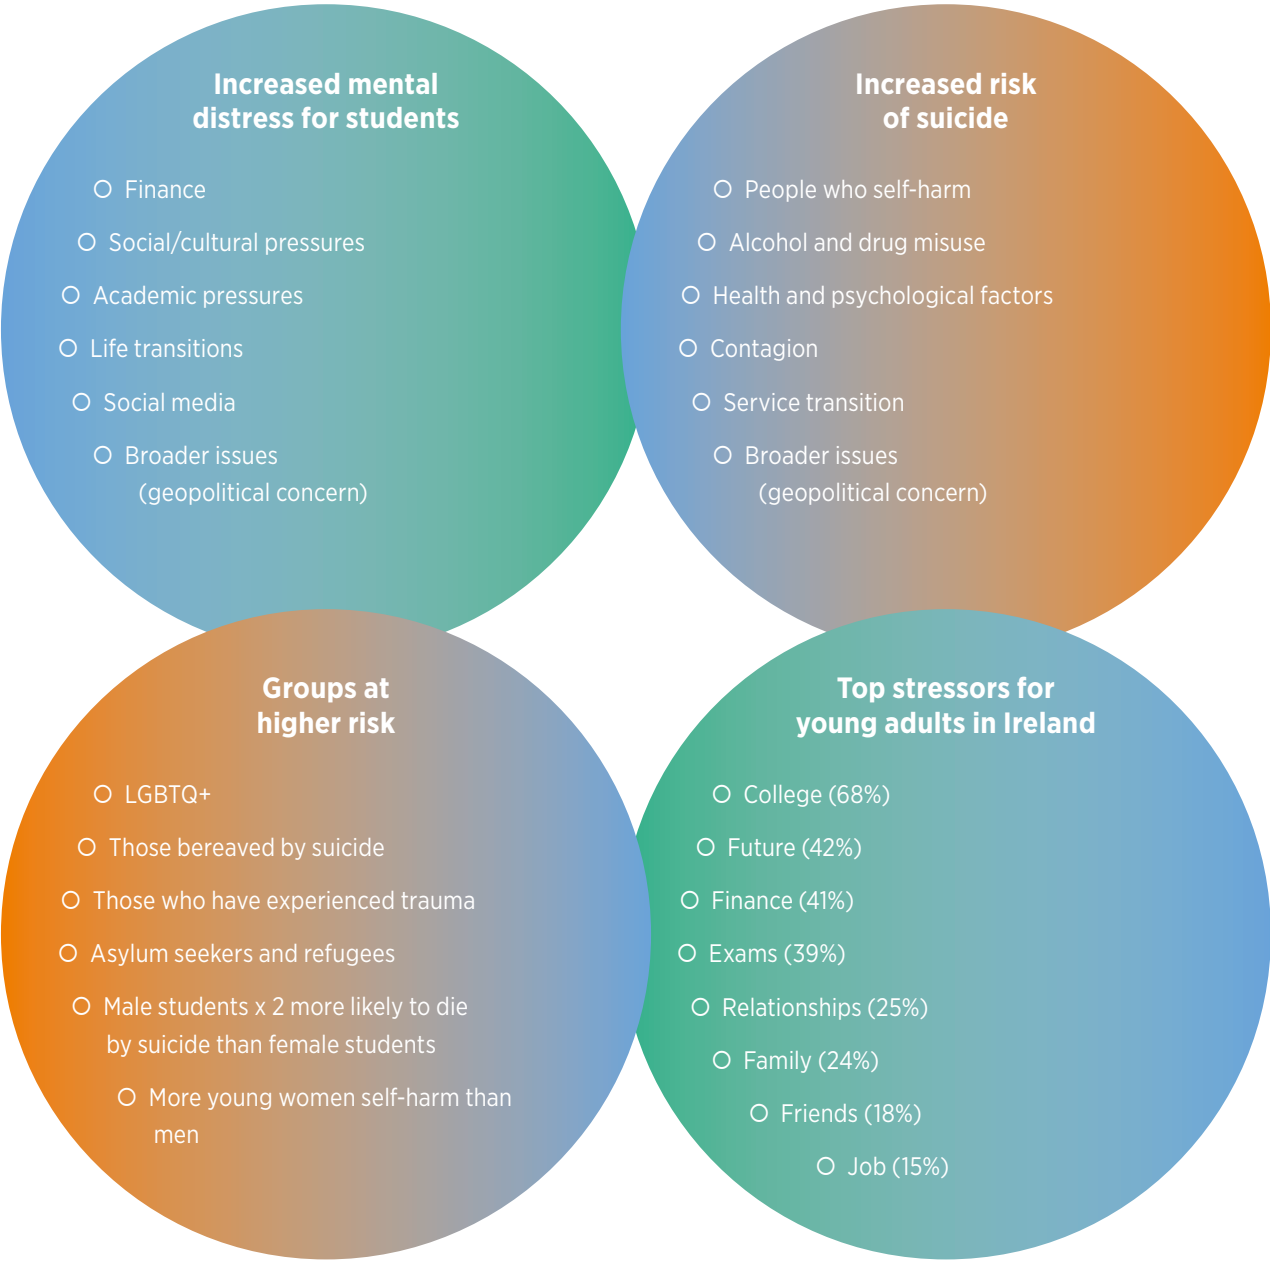 Increased mental
distress for students
○ Finance
○ Social/cultural pressures
○ Academic pressures
○ Life transitions
○ Social media
○ Broader issues
(geopolitical concern)
Increased risk
of suicide
○ People who self-harm
○ Alcohol and drug misuse
○ Health and psychological factors
○ Contagion
○ Service transition
○ Broader issues
(geopolitical concern)
Groups at
higher risk
○ LGBTQ+
○ Those bereaved by suicide
○ Those who have experienced trauma
○ Asylum seekers and refugees
○ Male students x 2 more likely to die
by suicide than female students
○ More young women self-harm than
men
Top stressors for
young adults in Ireland
○ College (68%)
○ Future (42%)
○ Finance (41%)
○ Exams (39%)
○ Relationships (25%)
○ Family (24%)
○ Friends (18%)
○ Job (15%)